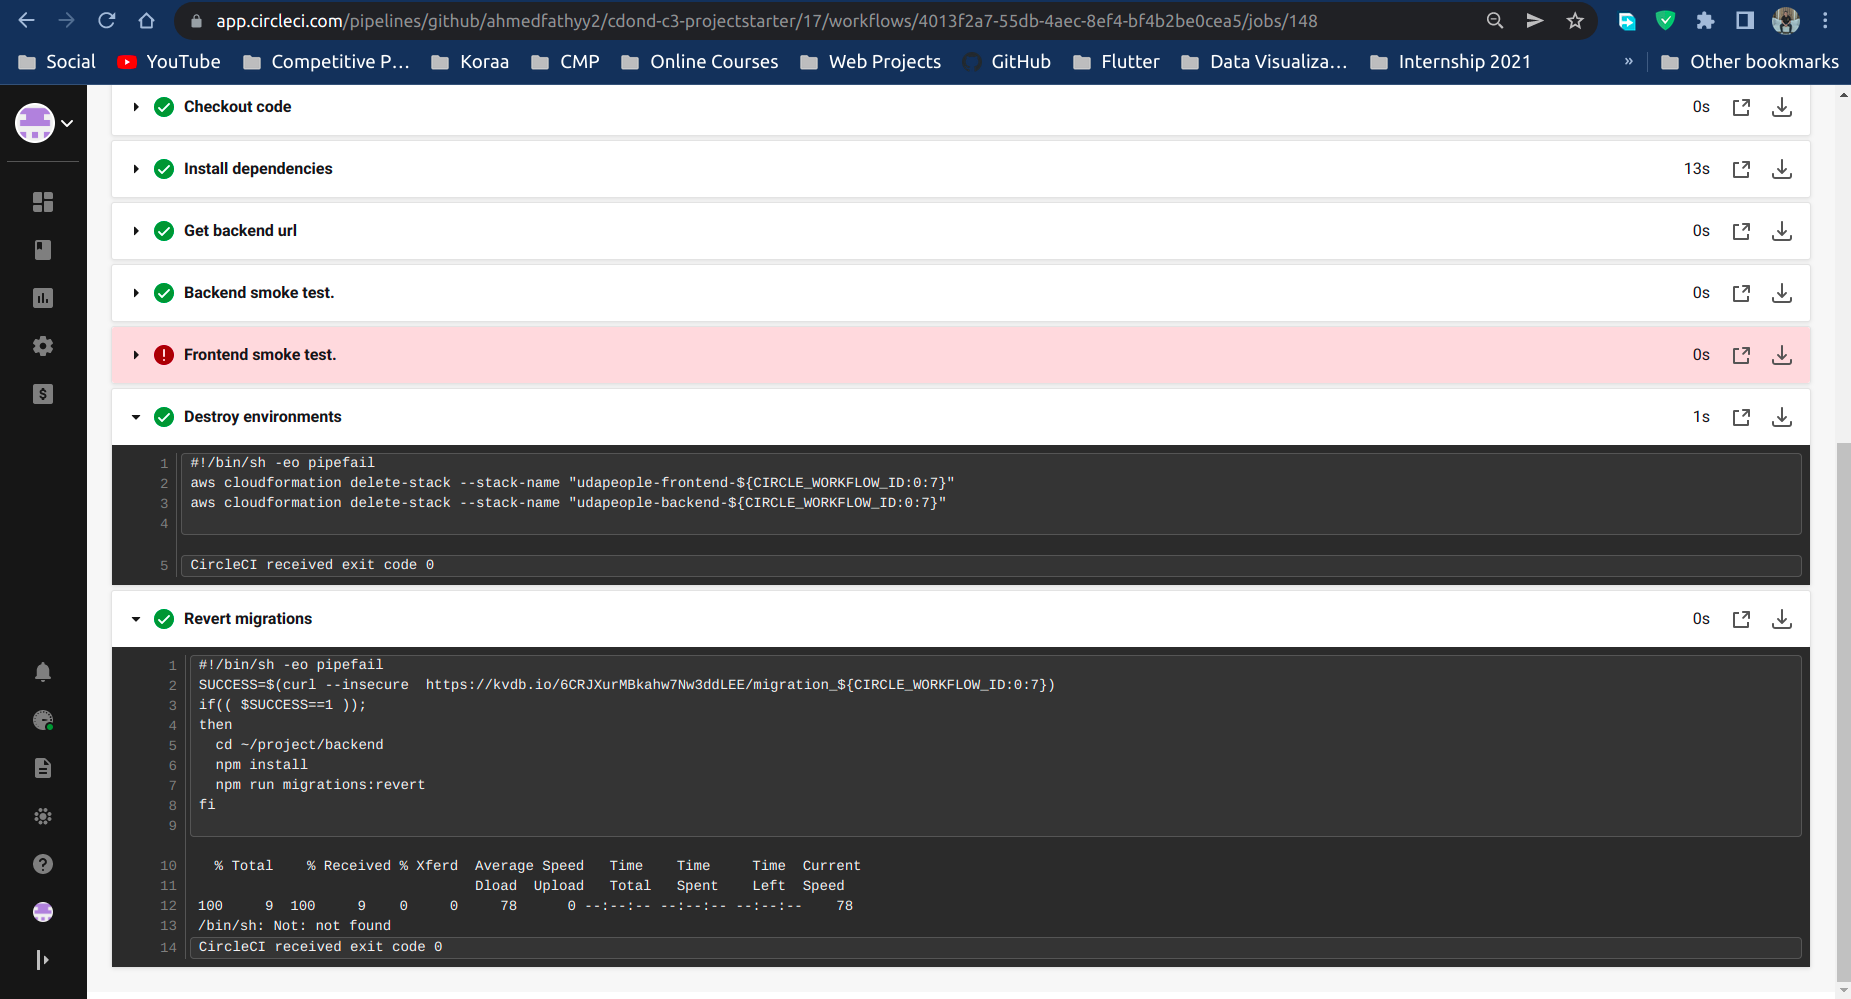 app.circleci.com/pipelines/github/ahmedfathyy2/cdond-c3-projectstarter/17/workflows/4013f2a7-55db-4aec-8ef4-bf4b2be0cea5/jobs/148
Social YouTube Competitive P... Koraa CMP Online Courses Web Projects GitHub Flutter Data Visualiza... Internship 2021 » Other bookmarks
Checkout code 0s
Install dependencies 13s
Get backend url 0s
Backend smoke test. 0s
Frontend smoke test. 0s
Destroy environments 1s
1 #!/bin/sh -eo pipefail
2 aws cloudformation delete-stack --stack-name "udapeople-frontend-${CIRCLE_WORKFLOW_ID:0:7}"
3 aws cloudformation delete-stack --stack-name "udapeople-backend-${CIRCLE_WORKFLOW_ID:0:7}"
4
5 CircleCI received exit code 0
Revert migrations 0s
1 #!/bin/sh -eo pipefail
2 SUCCESS=$(curl --insecure  https://kvdb.io/6CRJXurMBkahw7Nw3ddLEE/migration_${CIRCLE_WORKFLOW_ID:0:7})
3 if(( $SUCCESS==1 ));
4 then
5 cd ~/project/backend
6 npm install
7 npm run migrations:revert
8 fi
9
10 % Total % Received % Xferd Average Speed Time Time Time Current
11 Dload Upload Total Spent Left Speed
12 100 9 100 9 0 0 78 0 --:--:-- --:--:-- --:--:-- 78
13 /bin/sh: Not: not found
14 CircleCI received exit code 0